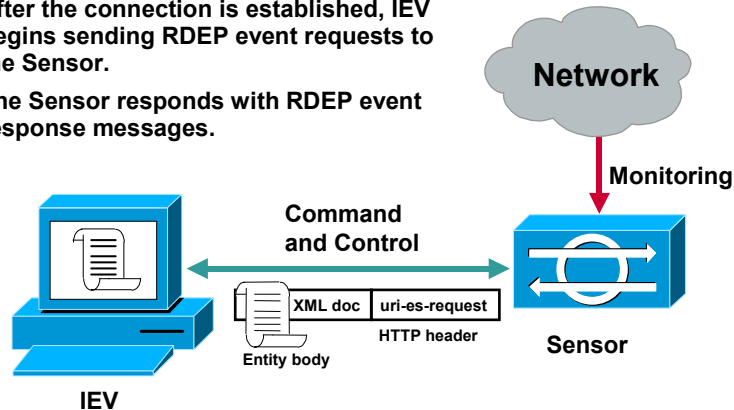 fter the connection is established, IEV
egins sending RDEP event requests to
e Sensor.
he Sensor responds with RDEP event
esponse messages.
Network
Monitoring
Command
and Control
XML doc
uri-es-request
HTTP header
Entity body
Sensor
IEV